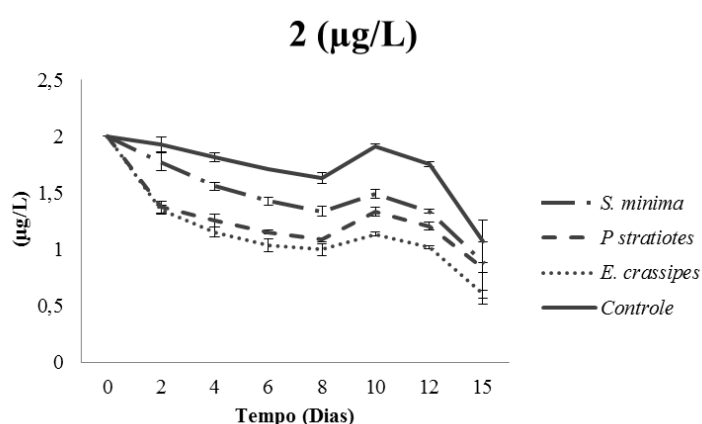 2 (µg/L)
2,5
2
1,5
1
0,5
0
(µg/L)
0 2 4 6 8 10 12 15
Tempo (Dias)
S. minima
P stratiotes
E. crassipes
Controle